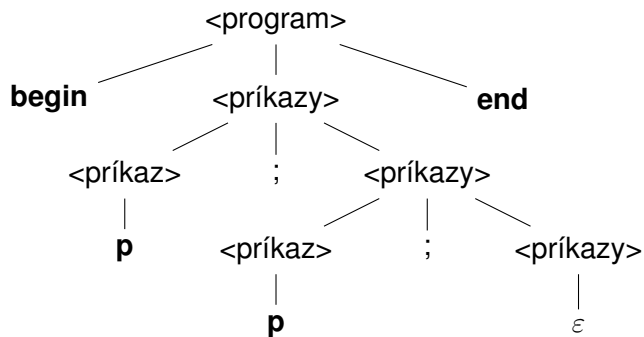 <program>
begin <príkazy> end
<príkaz> ; <príkazy>
p <príkaz> ; <príkazy>
p ε